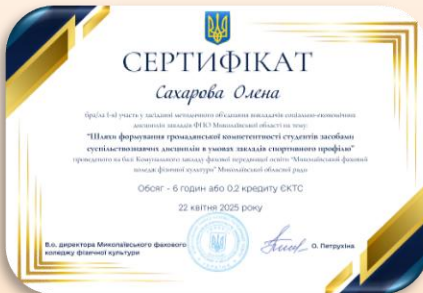 СЕРТИФІКАТ
Сахарова Олена
брав/ла участь у засіданні методичного об'єднання викладачів соціально-економічних
дисциплін закладів ФПО Миколаївської області на тему:
"Шляхи формування громадянської компетентності студентів засобами
суспільствознавчих дисциплін в умовах закладів спортивного профілю"
проведеного на базі Комунального закладу фахової передвищої освіти "Миколаївський фаховий
коледж фізичної культури" Миколаївської обласної ради
Обсяг - 6 годин або 0.2 кредиту ЄКТС
22 квітня 2025 року
В.о. директора Миколаївського фахового
коледжу фізичної культури
О. Петрухіна